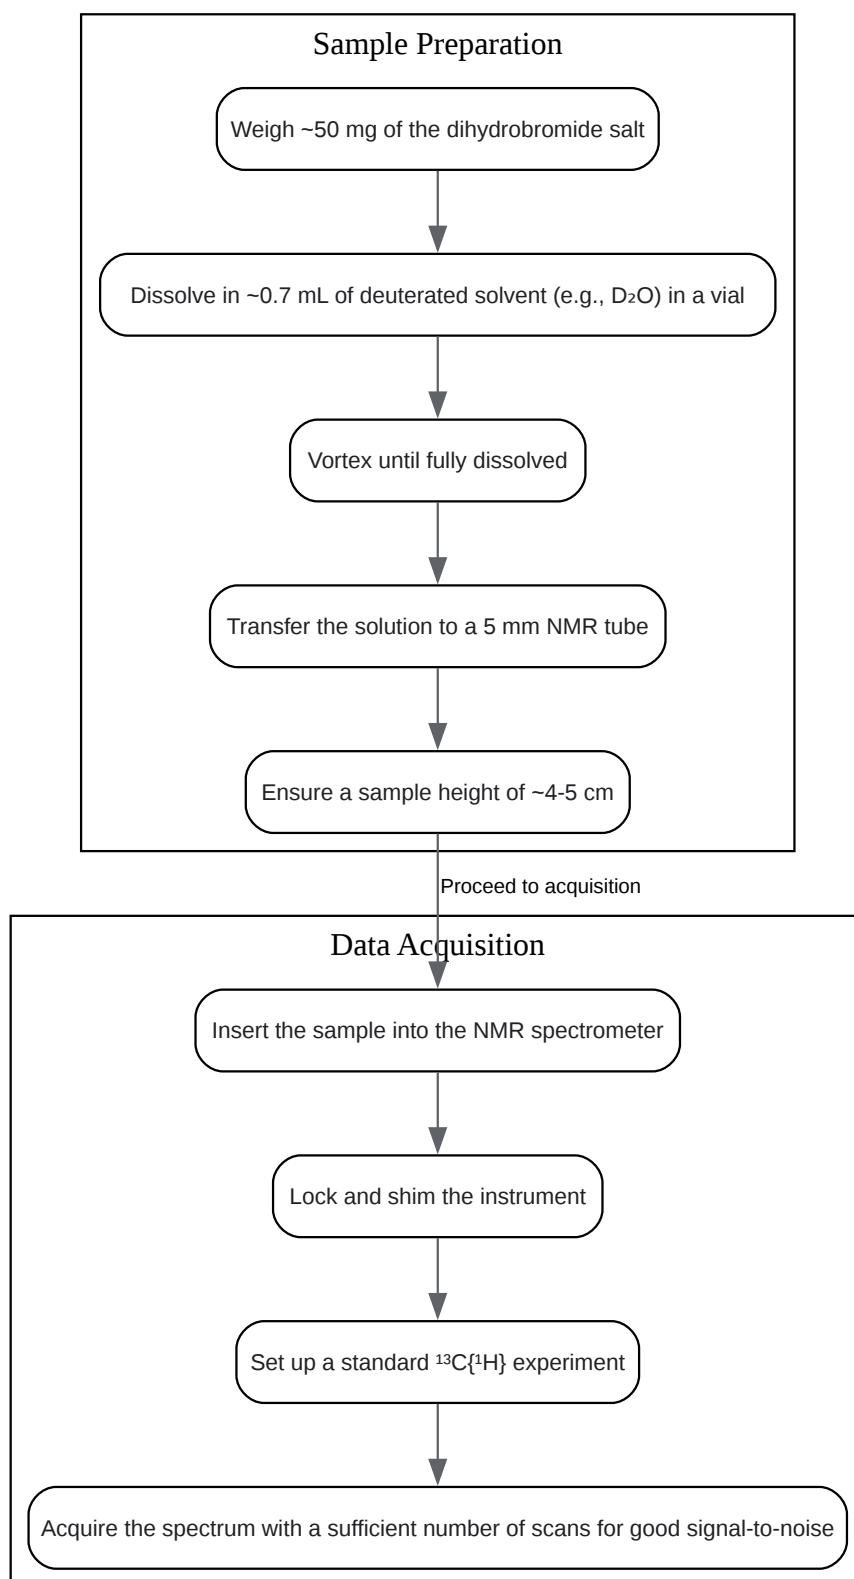 Sample Preparation
Weigh ~50 mg of the dihydrobromide salt
Dissolve in ~0.7 mL of deuterated solvent (e.g., D₂O) in a vial
Vortex until fully dissolved
Transfer the solution to a 5 mm NMR tube
Ensure a sample height of ~4-5 cm
Proceed to acquisition
Data Acquisition
Insert the sample into the NMR spectrometer
Lock and shim the instrument
Set up a standard ¹³C{¹H} experiment
Acquire the spectrum with a sufficient number of scans for good signal-to-noise